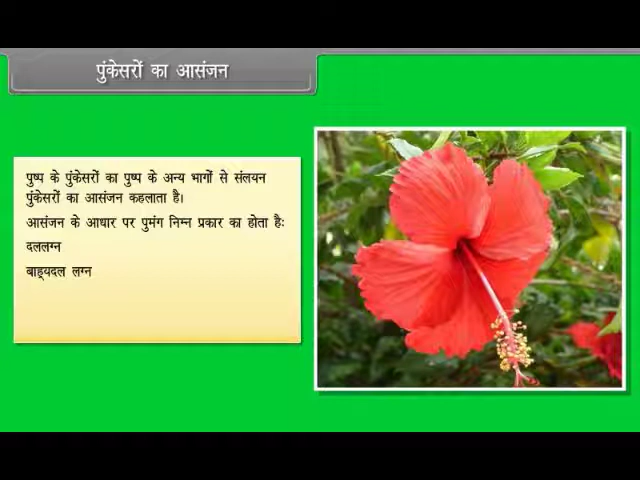 पुंकेसरों का आसंजन
पुष्प के पुंकेसरों का पुष्प के अन्य भागों से संलयन
पुंकेसरों का आसंजन कहलाता है।
आसंजन के आधार पर पुमंग निम्न प्रकार का होता हैः
दललग्न
बाह्यदल लग्न